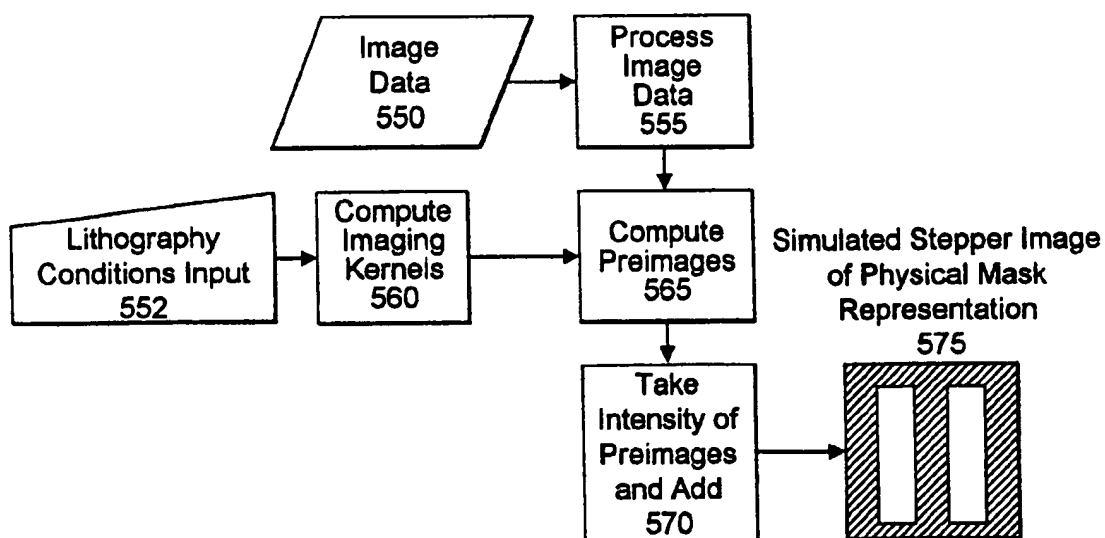 Image
Data
550
Process
Image
Data
555
Lithography
Conditions Input
552
Compute
Imaging
Kernels
560
Compute
Preimages
565
Simulated Stepper Image
of Physical Mask
Representation
575
Take
Intensity of
Preimages
and Add
570